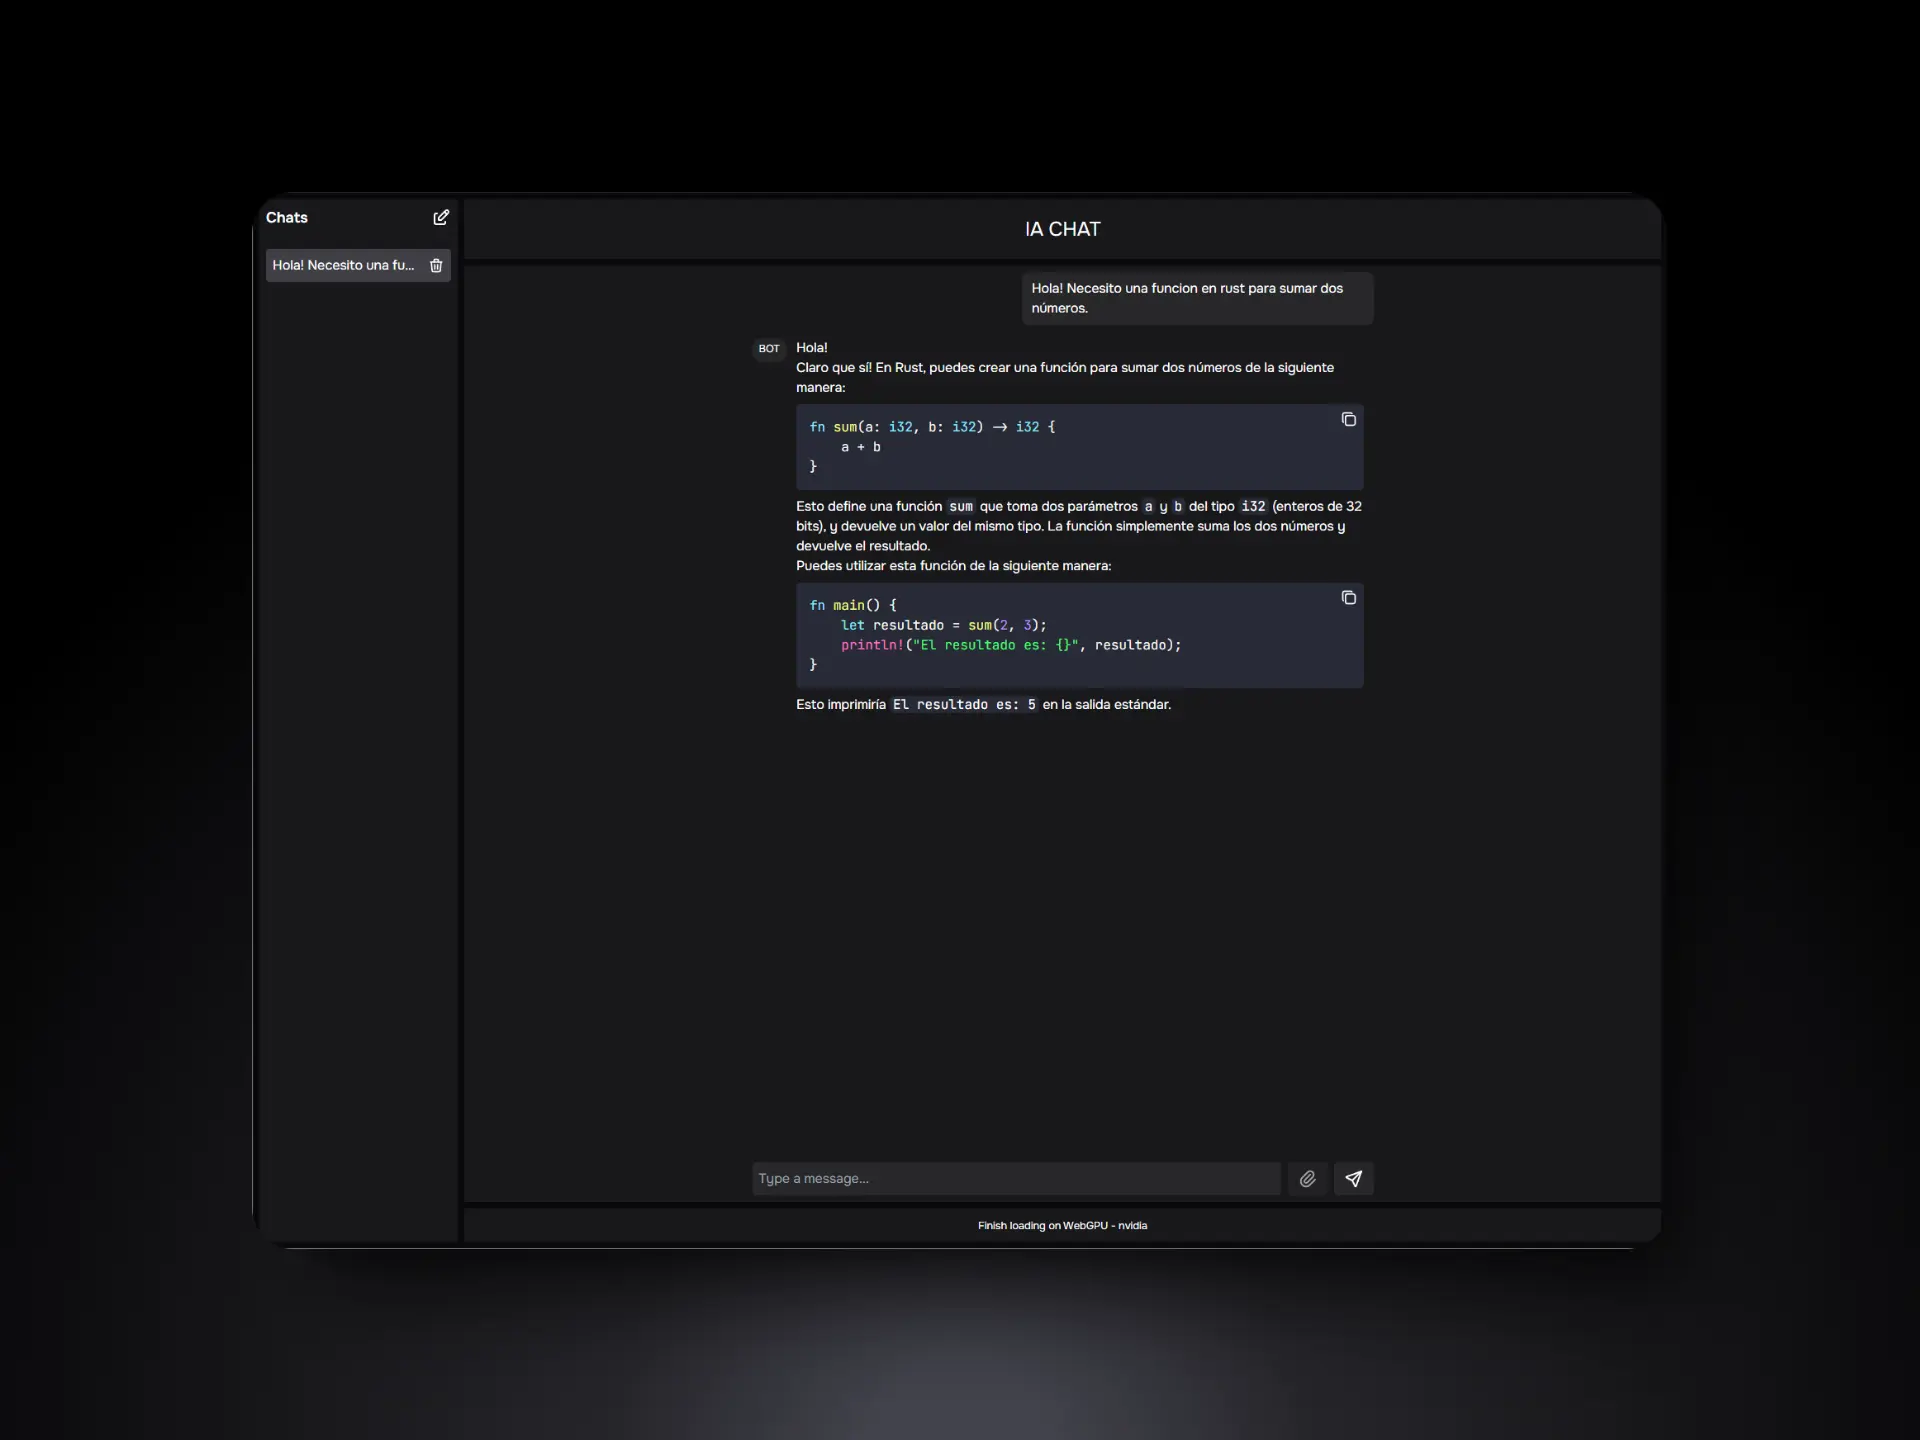 Chats
Hola! Necesito una fu...
IA CHAT
Hola! Necesito una funcion en rust para sumar dos
números.
BOT
Hola!
Claro que sí! En Rust, puedes crear una función para sumar dos números de la siguiente
manera:
fn sum(a: i32, b: i32) -> i32 {
    a + b
}
Esto define una función sum que toma dos parámetros a y b del tipo i32 (enteros de 32
bits), y devuelve un valor del mismo tipo. La función simplemente suma los dos números y
devuelve el resultado.
Puedes utilizar esta función de la siguiente manera:
fn main() {
    let resultado = sum(2, 3);
    println!("El resultado es: {}", resultado);
}
Esto imprimiría El resultado es: 5 en la salida estándar.
Type a message...
Finish loading on WebGPU - nvidia